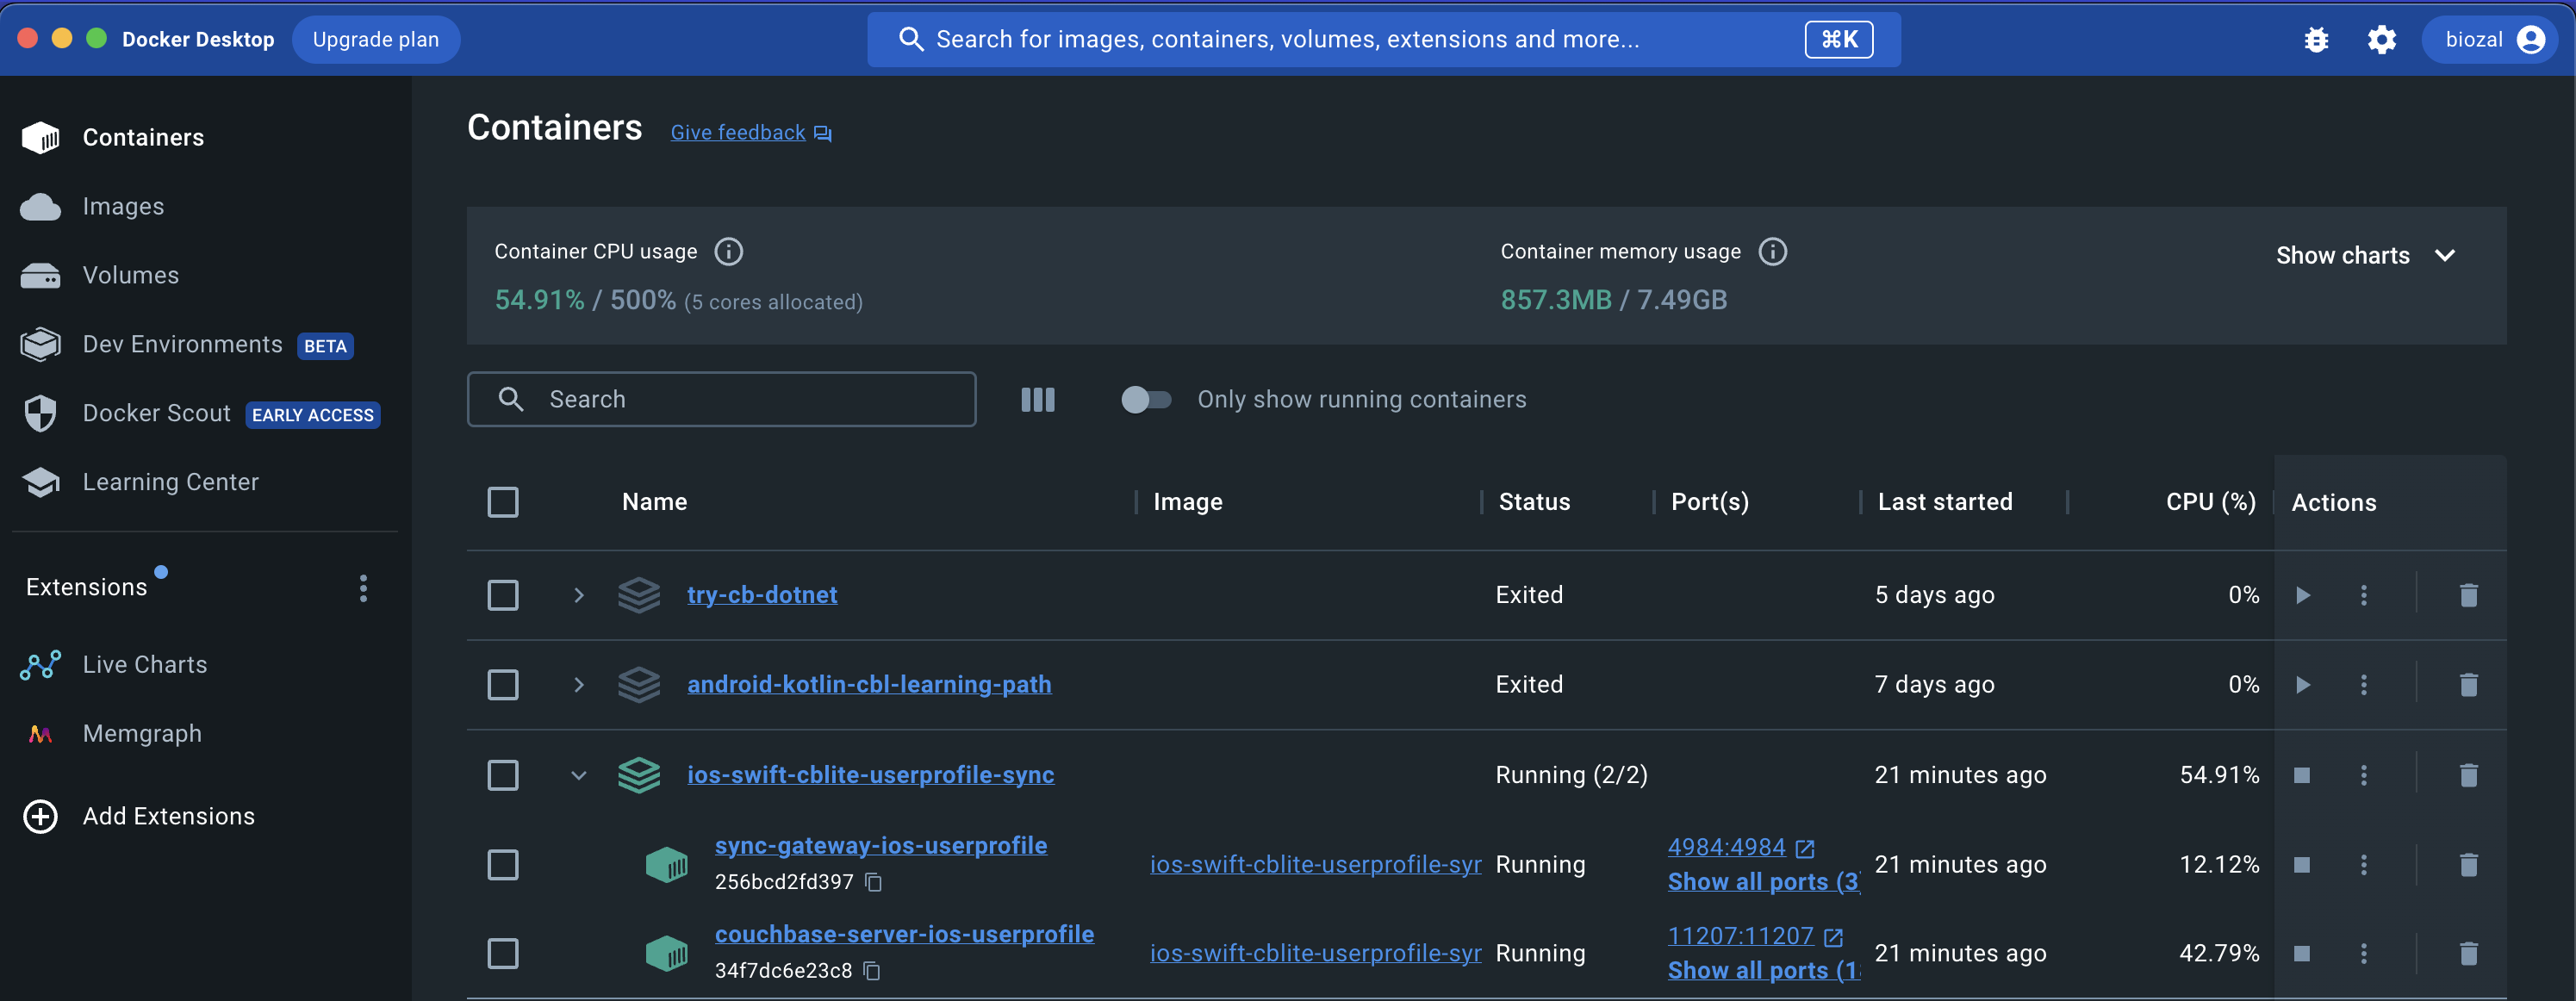 Docker Desktop
Upgrade plan
Search for images, containers, volumes, extensions and more...
⌘K
biozal
Containers
Images
Volumes
Dev Environments BETA
Docker Scout EARLY ACCESS
Learning Center
Extensions
Live Charts
Memgraph
Add Extensions
Containers
Give feedback
Container CPU usage
54.91% / 500% (5 cores allocated)
Container memory usage
857.3MB / 7.49GB
Show charts
Search
Only show running containers
Name Image Status Port(s) Last started CPU (%) Actions
try-cb-dotnet Exited 5 days ago 0%
android-kotlin-cbl-learning-path Exited 7 days ago 0%
ios-swift-cblite-userprofile-sync Running (2/2) 21 minutes ago 54.91%
sync-gateway-ios-userprofile
256bcd2fd397
ios-swift-cblite-userprofile-syr
Running
4984:4984
Show all ports (3
21 minutes ago
12.12%
couchbase-server-ios-userprofile
34f7dc6e23c8
ios-swift-cblite-userprofile-syr
Running
11207:11207
Show all ports (1
21 minutes ago
42.79%